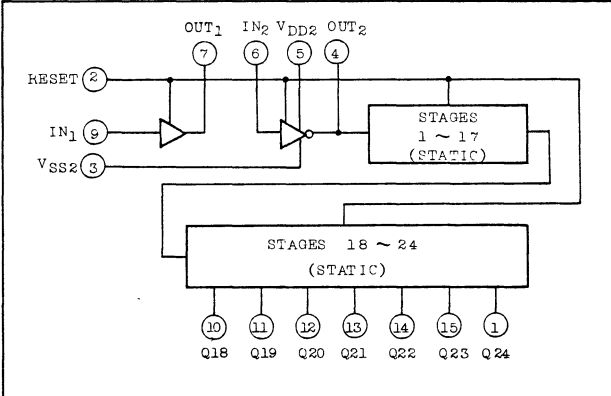 OUT1 IN2 VDD2 OUT2
7 6 5 4
RESET 2
IN1 9
VSS2 3
STAGES
1 ~ 17
(STATIC)
STAGES 18 ~ 24
(STATIC)
10 11 12 13 14 15 1
Q18 Q19 Q20 Q21 Q22 Q23 Q24